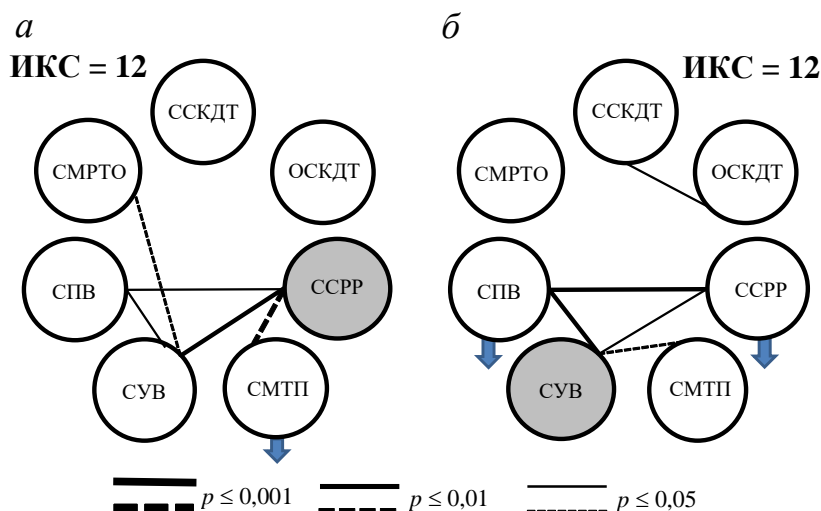 а
ИКС = 12
ССКДТ
СМРТО
ОСКДТ
СПВ
ССРР
СУВ
СМТП
б
ИКС = 12
ССКДТ
СМРТО
ОСКДТ
СПВ
ССРР
СУВ
СМТП
p ≤ 0,001
p ≤ 0,01
p ≤ 0,05